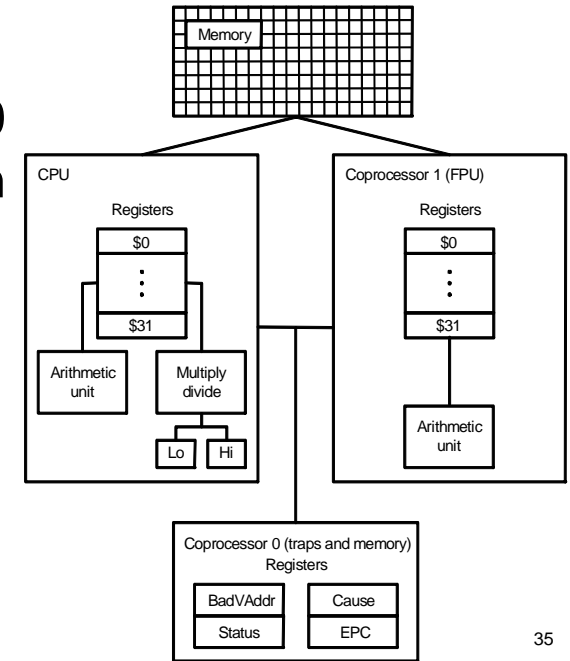 Memory
CPU
Registers
$0
$31
Arithmetic
unit
Multiply
divide
Lo
Hi
Coprocessor 1 (FPU)
Registers
$0
$31
Arithmetic
unit
Coprocessor 0 (traps and memory)
Registers
BadVAddr
Cause
Status
EPC
35